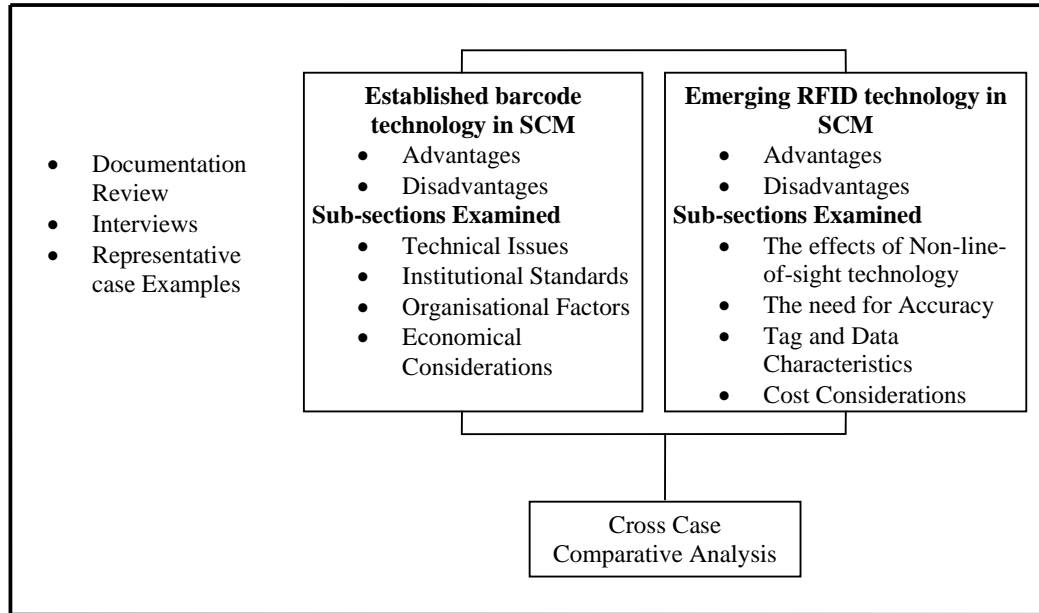 • Documentation
Review
• Interviews
• Representative
case Examples
Established barcode
technology in SCM
• Advantages
• Disadvantages
Sub-sections Examined
• Technical Issues
• Institutional Standards
• Organisational Factors
• Economical
Considerations
Emerging RFID technology in
SCM
• Advantages
• Disadvantages
Sub-sections Examined
• The effects of Non-line-
of-sight technology
• The need for Accuracy
• Tag and Data
Characteristics
• Cost Considerations
Cross Case
Comparative Analysis